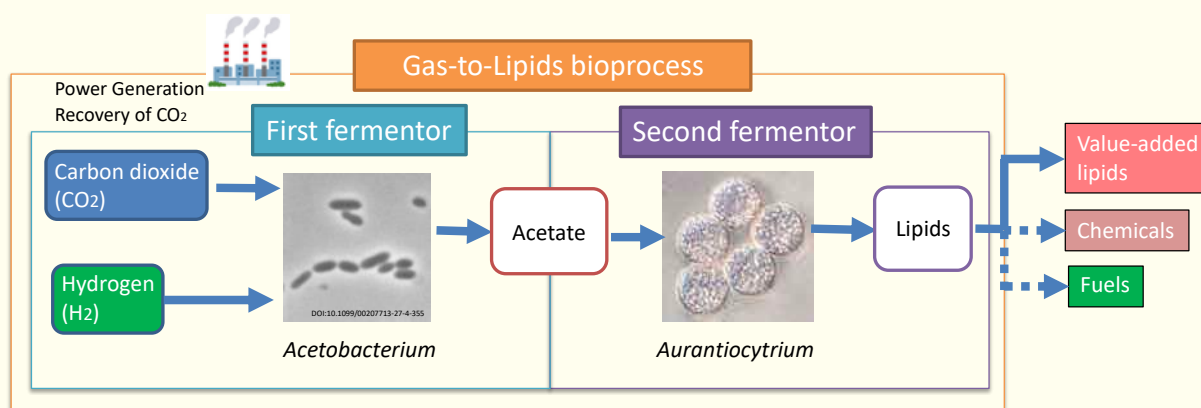 Gas-to-Lipids bioprocess
Power Generation
Recovery of CO2
First fermentor
Second fermentor
Carbon dioxide
(CO2)
Hydrogen
(H2)
DOI:10.1099/00207713-27-4-355
Acetobacterium
Acetate
Aurantiocytrium
Lipids
Value-added
lipids
Chemicals
Fuels